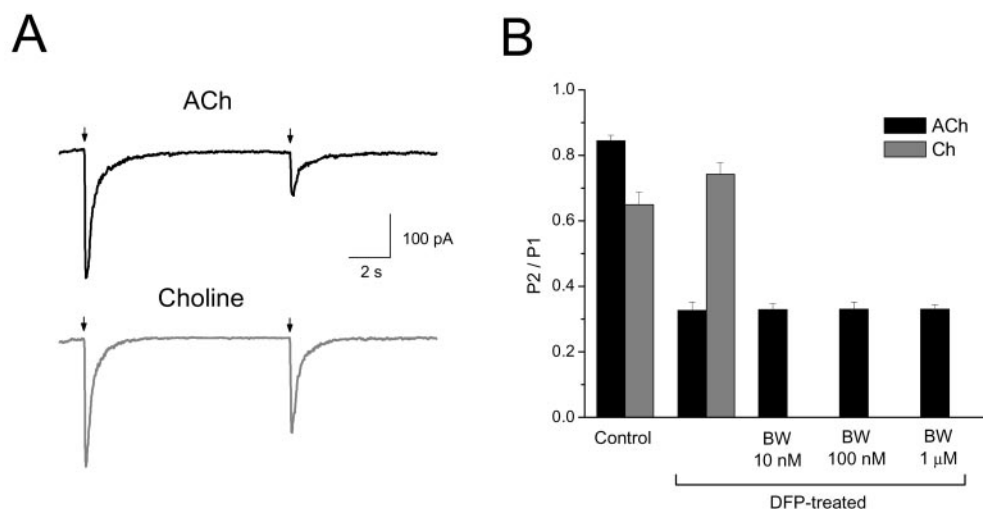 A
ACh
100 pA
2 s
Choline
B
1.0
0.8
0.6
0.4
0.2
0.0
P2 / P1
ACh
Ch
Control
BW
10 nM
BW
100 nM
BW
1 μM
DFP-treated